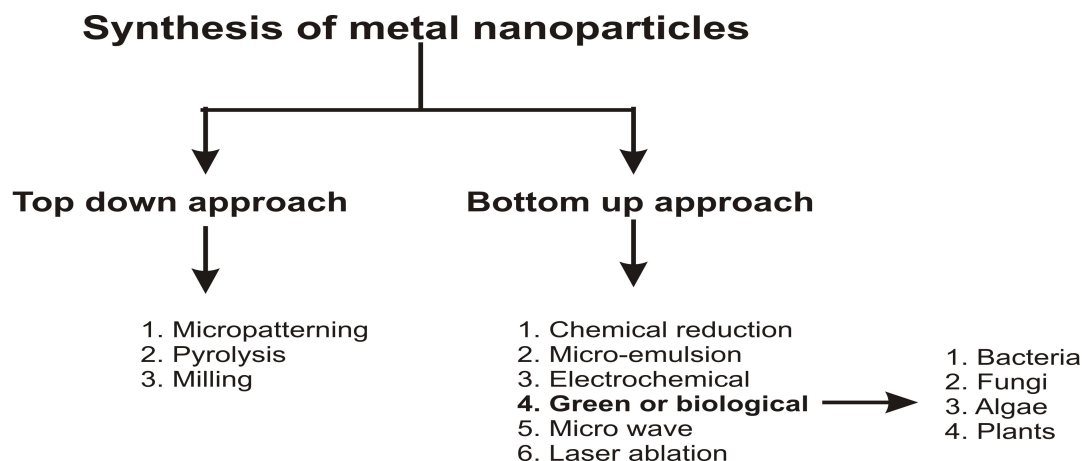 Synthesis of metal nanoparticles
Top down approach
Bottom up approach
1. Micropatterning
2. Pyrolysis
3. Milling
1. Chemical reduction
2. Micro-emulsion
3. Electrochemical
4. Green or biological
5. Micro wave
6. Laser ablation
1. Bacteria
2. Fungi
3. Algae
4. Plants